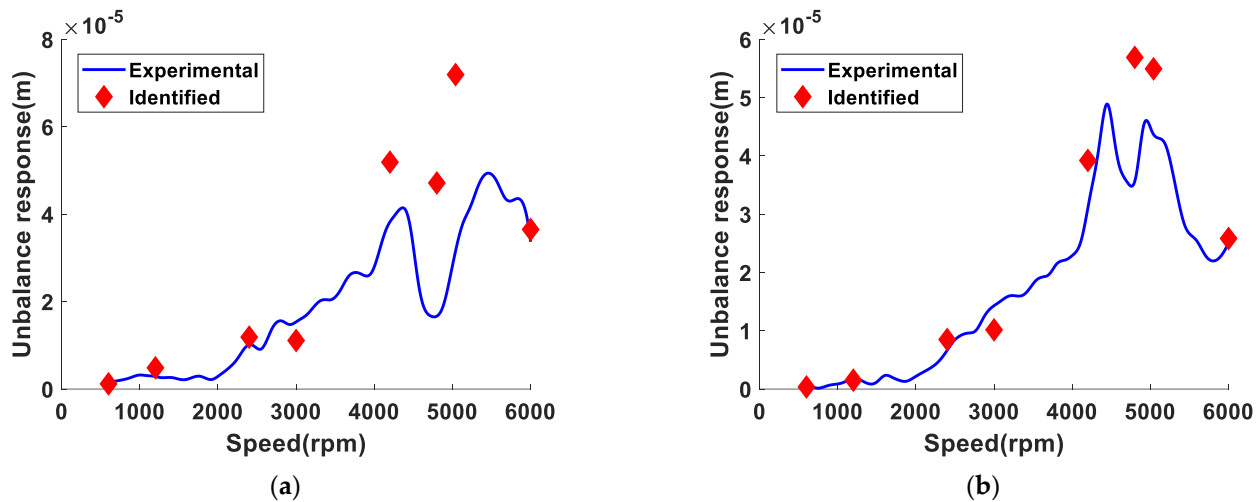 ×10⁻⁵
8
6
4
2
0
Unbalance response(m)
Experimental
Identified
0 1000 2000 3000 4000 5000 6000
Speed(rpm)
(a)
×10⁻⁵
6
5
4
3
2
1
0
Unbalance response(m)
Experimental
Identified
0 1000 2000 3000 4000 5000 6000
Speed(rpm)
(b)